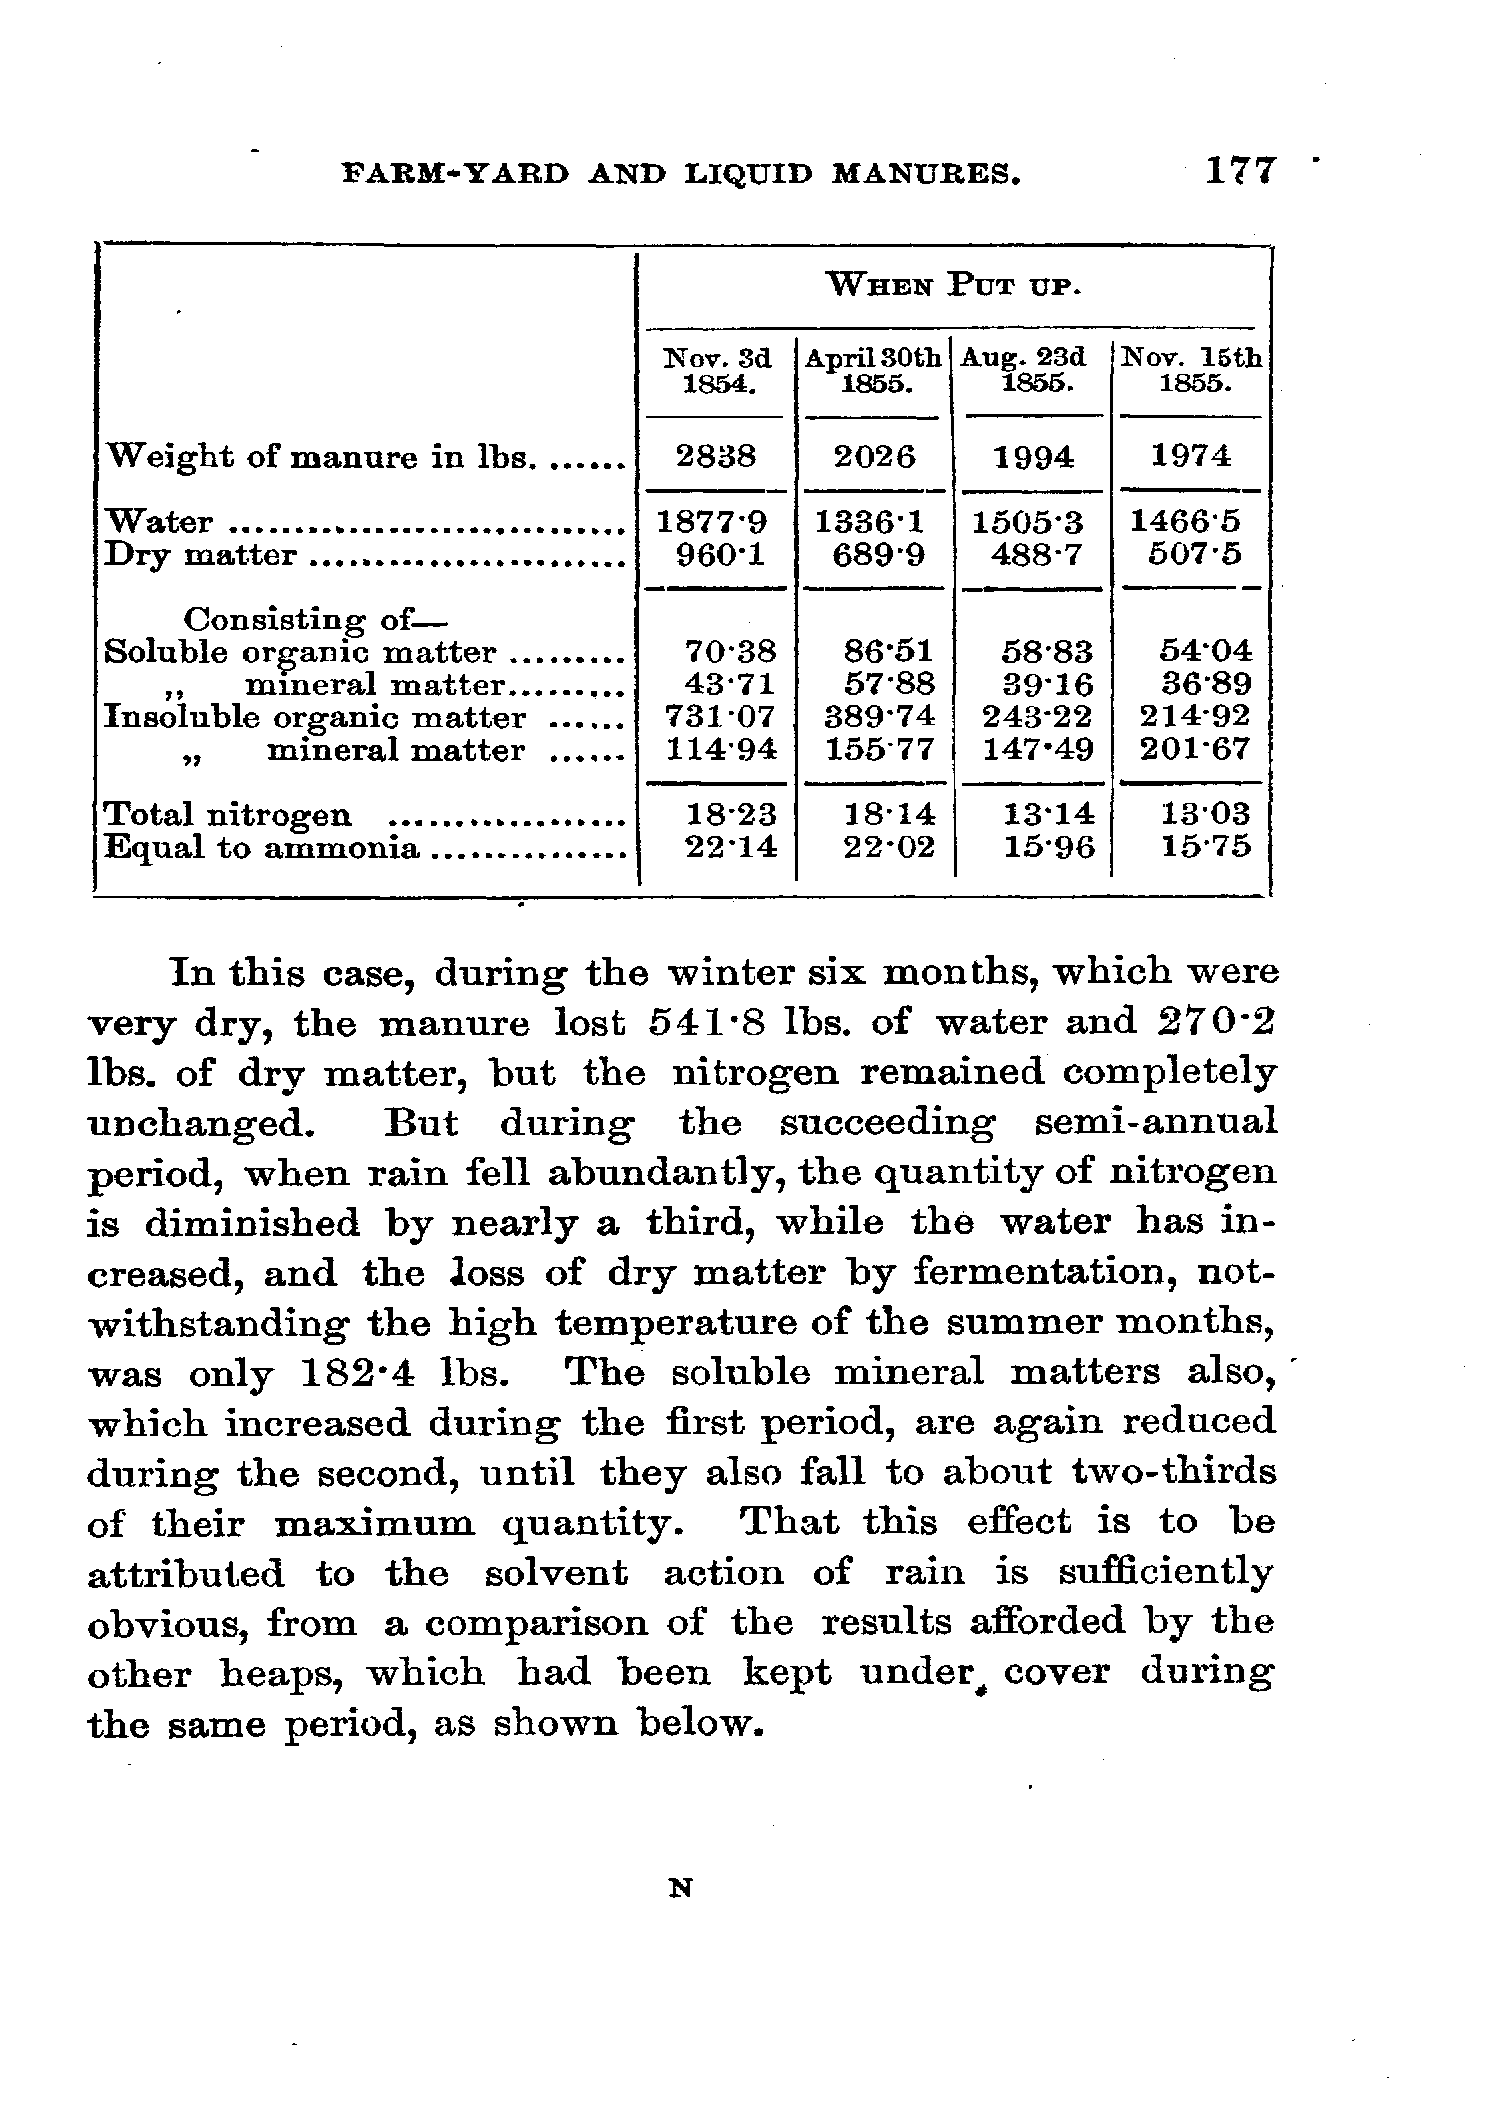 FARM-YARD AND LIQUID MANURES. 177
WHEN PUT UP.
Nov. 3d April 30th Aug. 23d Nov. 15th
1854. 1855. 1855. 1855.
Weight of manure in lbs. ...... 2838 2026 1994 1974
Water .............................. 1877·9 1336·1 1505·3 1466·5
Dry matter ........................ 960·1 689·9 488·7 507·5
Consisting of—
Soluble organic matter ......... 70·38 86·51 58·83 54·04
„ mineral matter......... 43·71 57·88 39·16 36·89
Insoluble organic matter ...... 731·07 389·74 243·22 214·92
„ mineral matter ...... 114·94 155·77 147·49 201·67
Total nitrogen .................. 18·23 18·14 13·14 13·03
Equal to ammonia ............... 22·14 22·02 15·96 15·75
In this case, during the winter six months, which were
very dry, the manure lost 541·8 lbs. of water and 270·2
lbs. of dry matter, but the nitrogen remained completely
unchanged. But during the succeeding semi-annual
period, when rain fell abundantly, the quantity of nitrogen
is diminished by nearly a third, while the water has in-
creased, and the loss of dry matter by fermentation, not-
withstanding the high temperature of the summer months,
was only 182·4 lbs. The soluble mineral matters also,
which increased during the first period, are again reduced
during the second, until they also fall to about two-thirds
of their maximum quantity. That this effect is to be
attributed to the solvent action of rain is sufficiently
obvious, from a comparison of the results afforded by the
other heaps, which had been kept under cover during
the same period, as shown below.
N